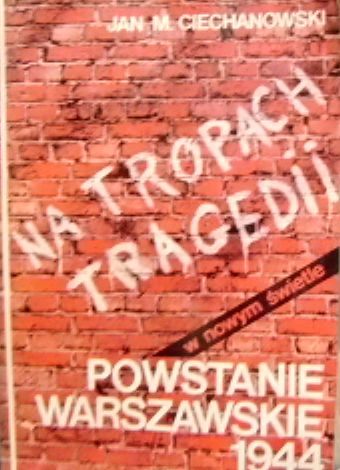 JAN M. CIECHANOWSKI
NA TROPACH
TRAGEDII
w nowym świetle
POWSTANIE
WARSZAWSKIE
1944